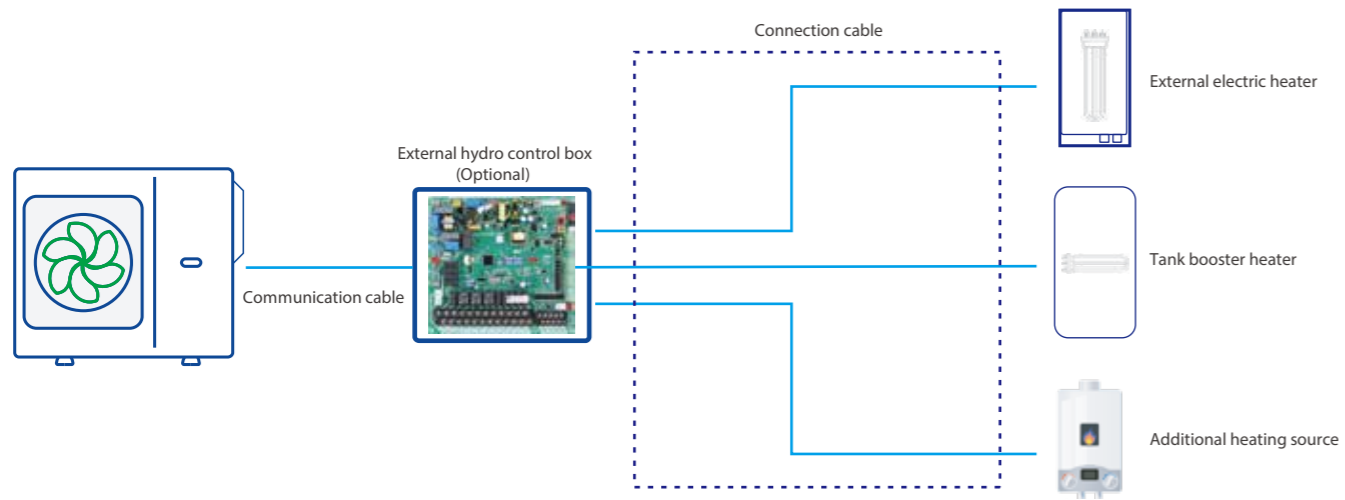 Connection cable
External electric heater
External hydro control box
(Optional)
Tank booster heater
Communication cable
Additional heating source